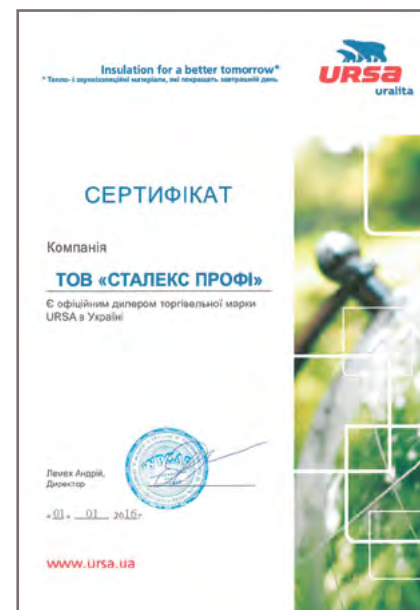 Insulation for a better tomorrow*
* Тепло- і звукоізоляційні матеріали, які покращать завтрашній день.
URSA
uralita
СЕРТИФІКАТ
Компанія
ТОВ «СТАЛЕКС ПРОФІ»
Є офіційним дилером торгівельної марки
URSA в Україні
Лемех Андрій,
Директор
«01» 01 2016г.
www.ursa.ua